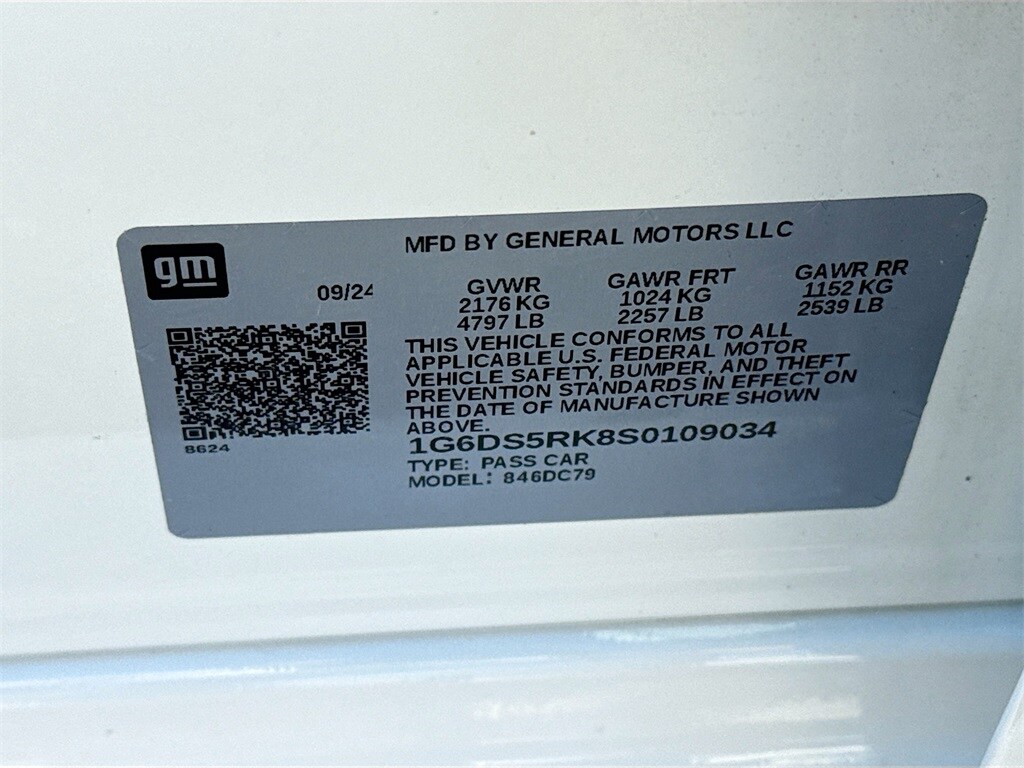 MFD BY GENERAL MOTORS LLC
gm
09/24
GVWR GAWR FRT GAWR RR
2176 KG 1024 KG 1152 KG
4797 LB 2257 LB 2539 LB
THIS VEHICLE CONFORMS TO ALL
APPLICABLE U.S. FEDERAL MOTOR
VEHICLE SAFETY, BUMPER, AND THEFT
PREVENTION STANDARDS IN EFFECT ON
THE DATE OF MANUFACTURE SHOWN
ABOVE.
1G6DS5RK8S0109034
8624
TYPE: PASS CAR
MODEL: 846DC79